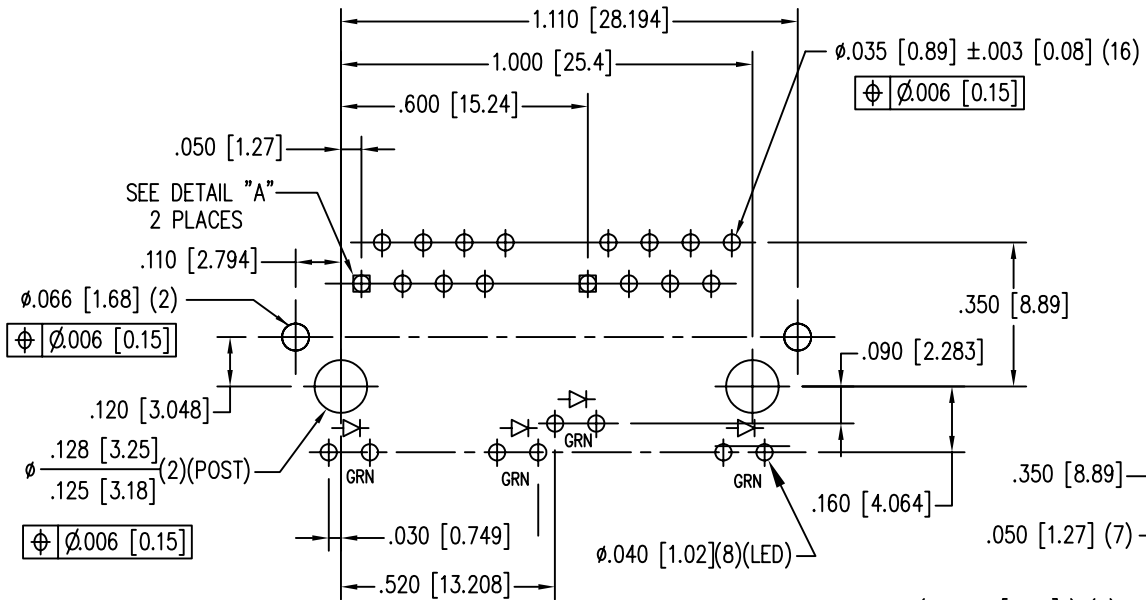 1.110 [28.194]
ø.035 [0.89] ±.003 [0.08] (16)
1.000 [25.4]
Ø.006 [0.15]
.600 [15.24]
.050 [1.27]
SEE DETAIL "A"
2 PLACES
.110 [2.794]
ø.066 [1.68] (2)
.350 [8.89]
Ø.006 [0.15]
.090 [2.283]
.120 [3.048]
GRN
.128 [3.25]
ø (2)(POST)
.125 [3.18]
GRN
GRN
GRN
.350 [8.89]
.160 [4.064]
Ø.006 [0.15]
.030 [0.749]
.050 [1.27] (7)
ø.040 [1.02](8)(LED)
.520 [13.208]